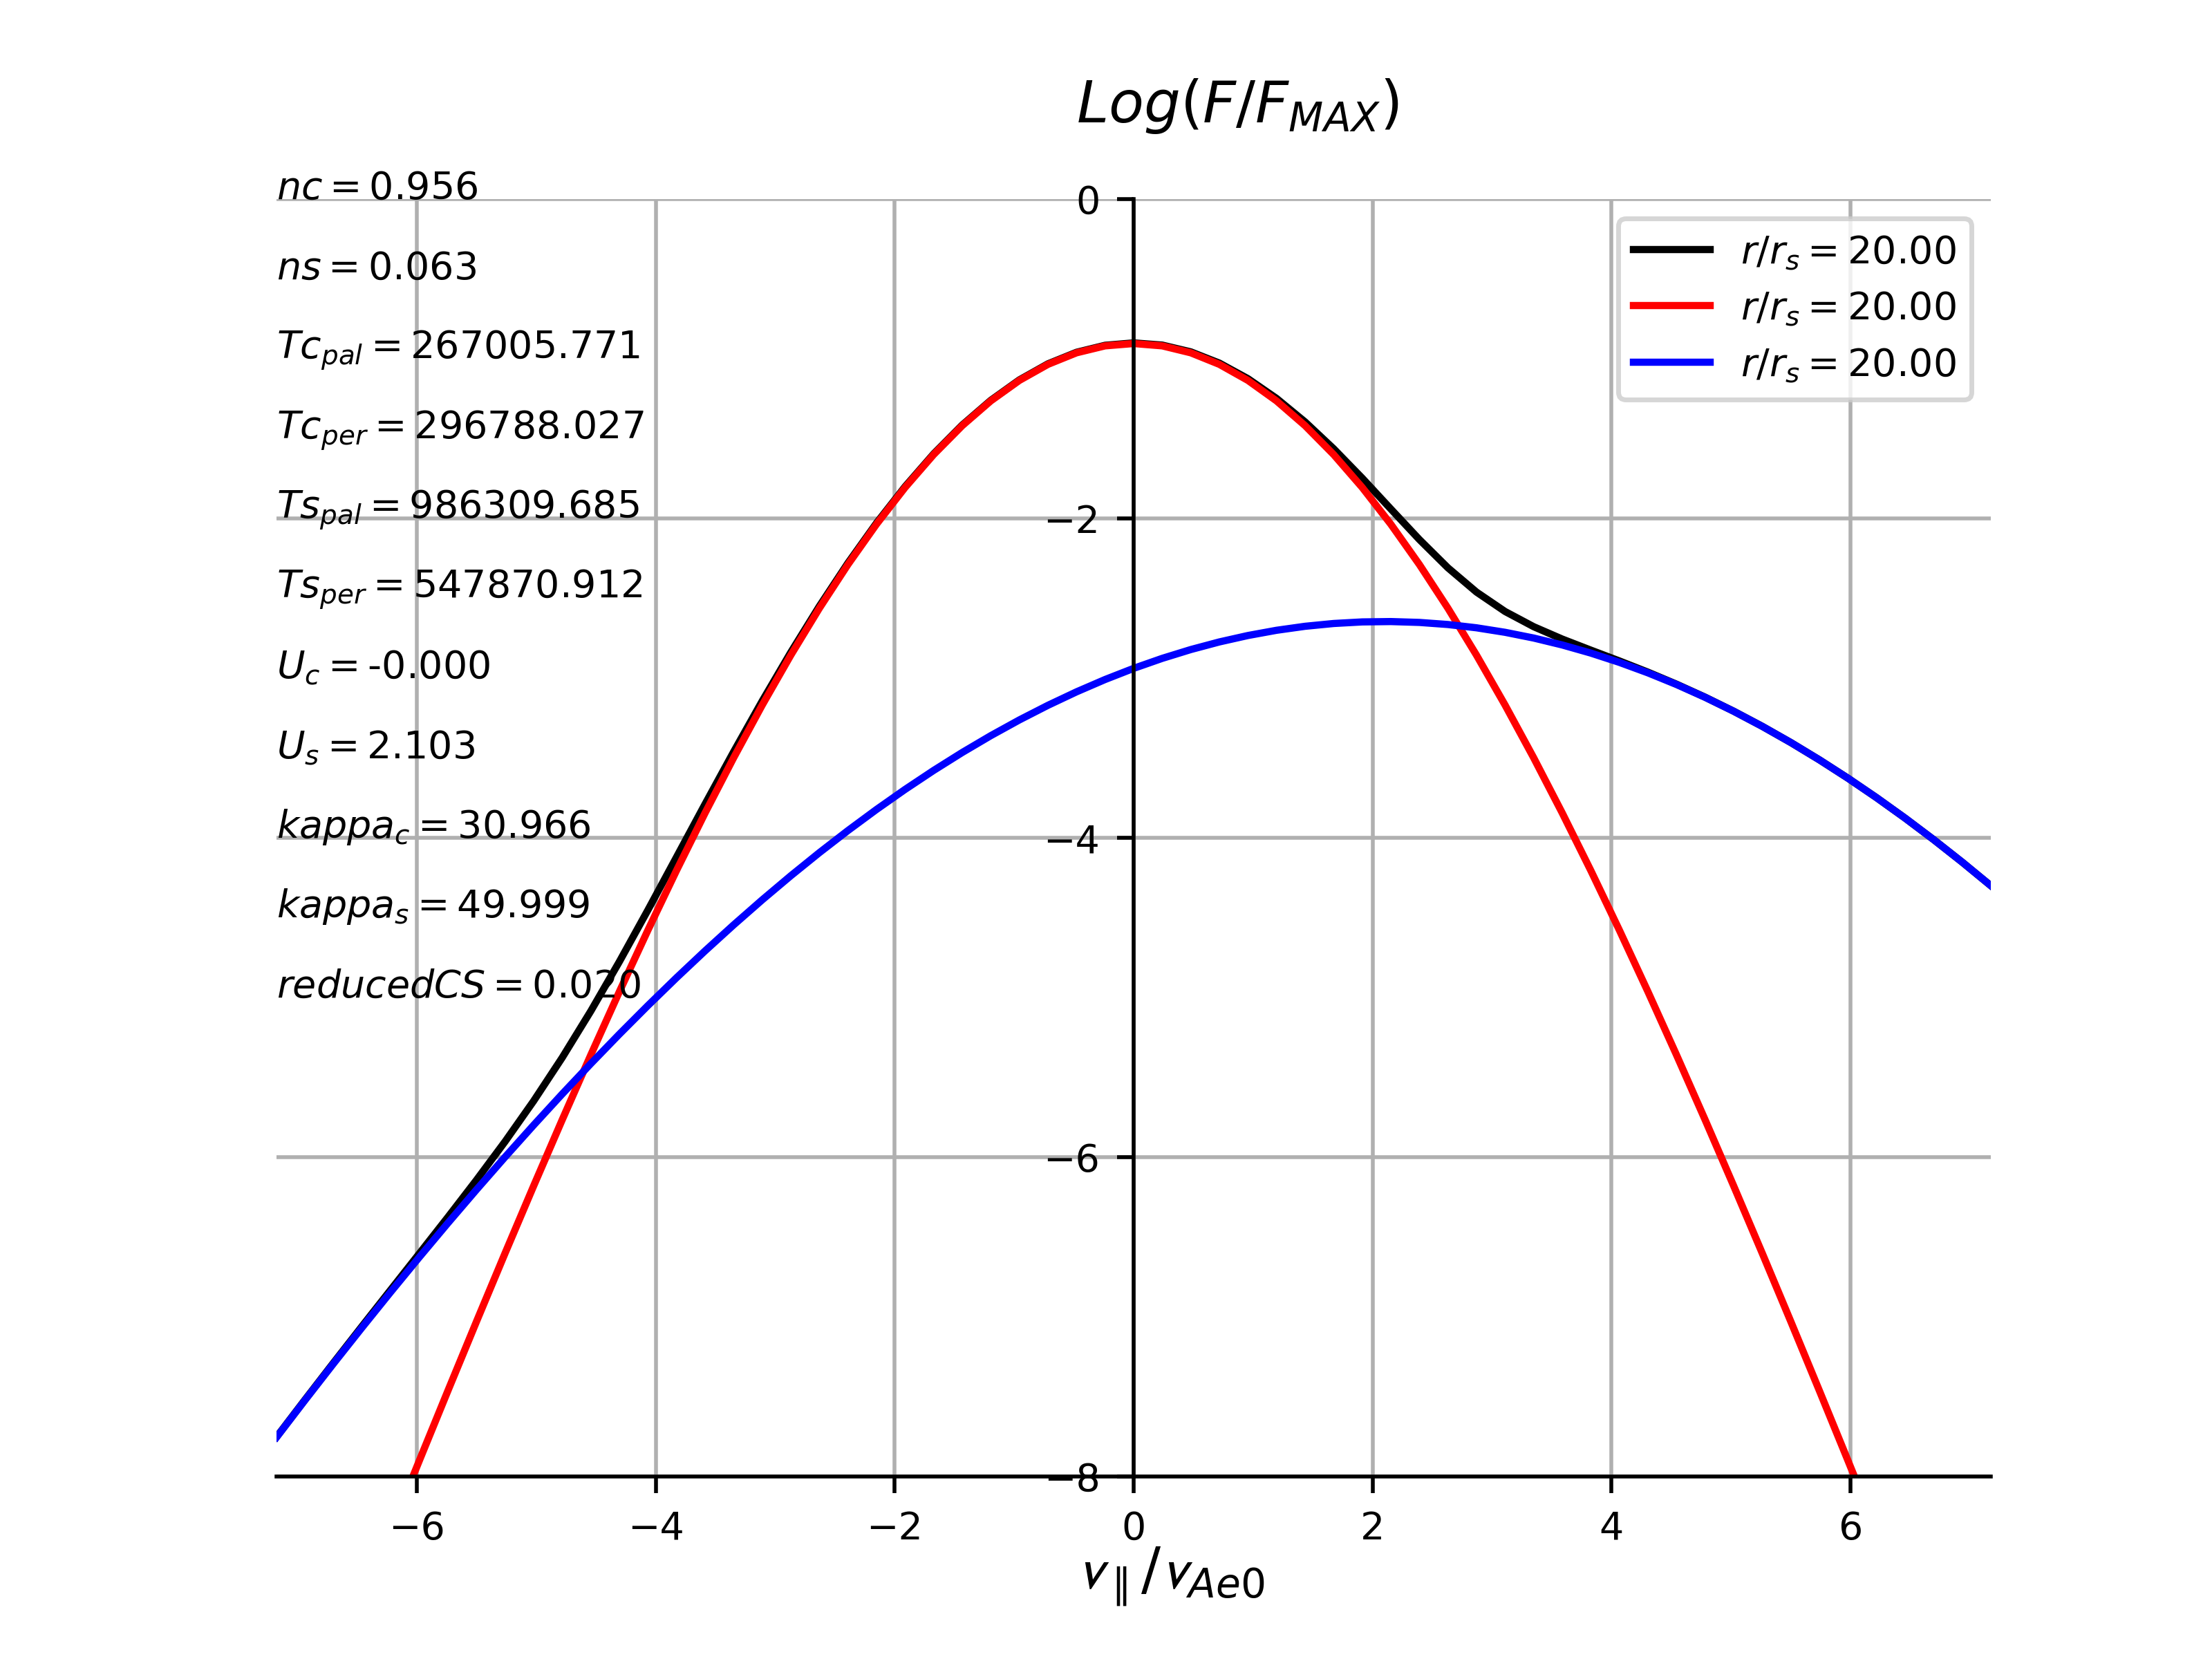 Log(F/F_MAX)
nc = 0.956
ns = 0.063
Tc_pal = 267005.771
Tc_per = 296788.027
Ts_pal = 986309.685
Ts_per = 547870.912
U_c = -0.000
U_s = 2.103
kappa_c = 30.966
kappa_s = 49.999
reducedCS = 0.020
0
−2
−4
−6
−8
r/r_s = 20.00
r/r_s = 20.00
r/r_s = 20.00
−6 −4 −2 0 2 4 6
v_∥/v_Ae0